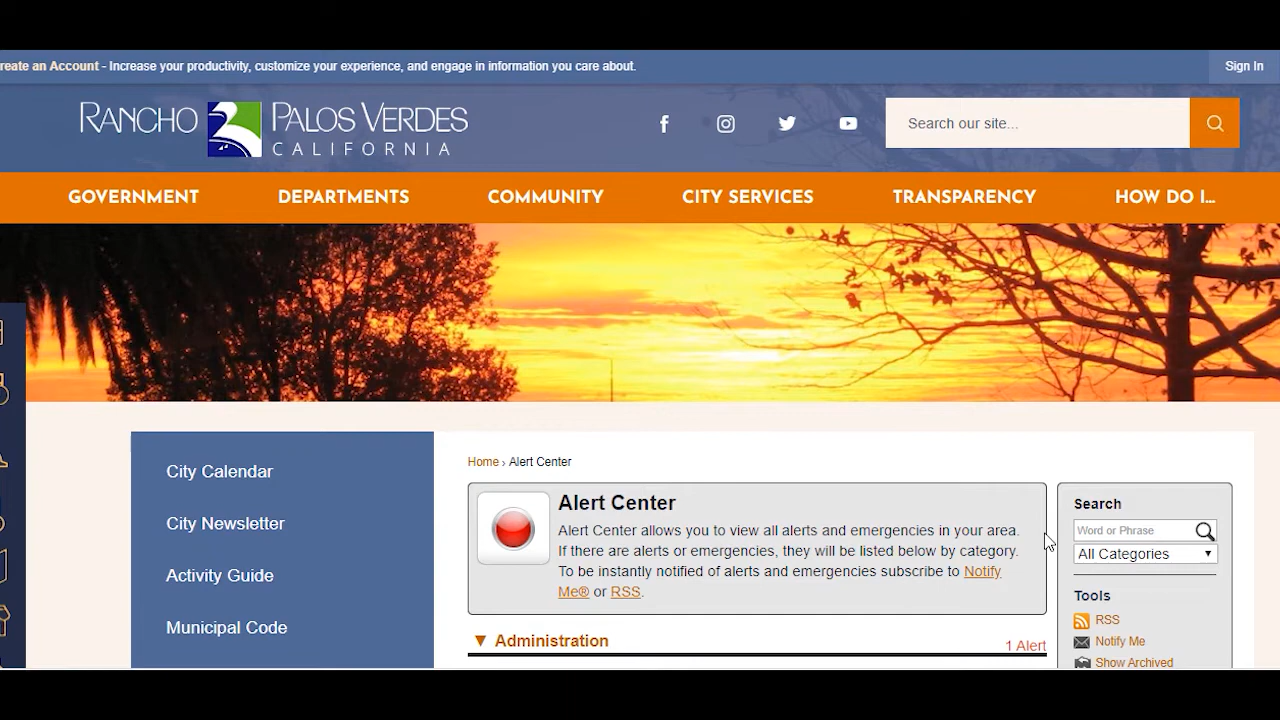 reate an Account - Increase your productivity, customize your experience, and engage in information you care about.
Sign In
RANCHO PALOS VERDES
CALIFORNIA
Search our site...
GOVERNMENT DEPARTMENTS COMMUNITY CITY SERVICES TRANSPARENCY HOW DO I...
City Calendar
City Newsletter
Activity Guide
Municipal Code
Home › Alert Center
Alert Center
Alert Center allows you to view all alerts and emergencies in your area.
If there are alerts or emergencies, they will be listed below by category.
To be instantly notified of alerts and emergencies subscribe to Notify
Me® or RSS.
▼ Administration
1 Alert
Search
Word or Phrase
All Categories
Tools
RSS
Notify Me
Show Archived